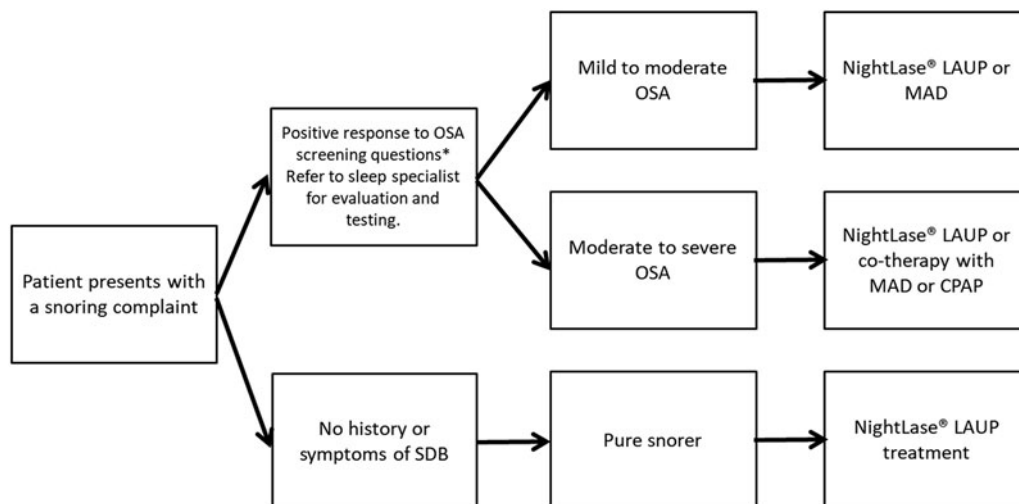 Mild to moderate
OSA
NightLase® LAUP or
MAD
Positive response to OSA
screening questions*
Refer to sleep specialist
for evaluation and
testing.
Patient presents with
a snoring complaint
Moderate to severe
OSA
NightLase® LAUP or
co-therapy with
MAD or CPAP
No history or
symptoms of SDB
Pure snorer
NightLase® LAUP
treatment